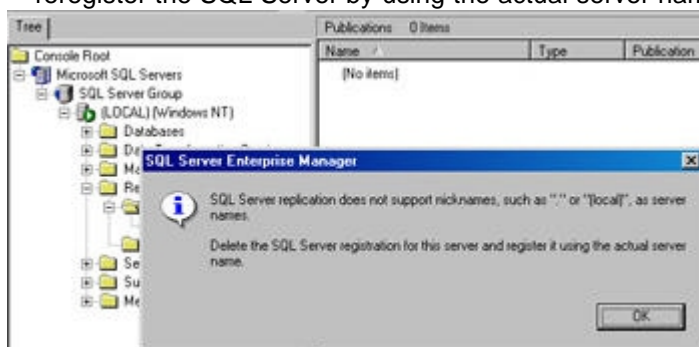 reregister the SQL Server by using the actual server
Tree
Publications 0 Items
Name
Type
Publication
Console Root
(No items)
Microsoft SQL Servers
SQL Server Group
(LOCAL) (Windows NT)
Databases
SQL Server Enterprise Manager
SQL Server replication does not support nicknames, such as "." or "(local)", as server
names.
Delete the SQL Server registration for this server and register it using the actual server
name.
OK